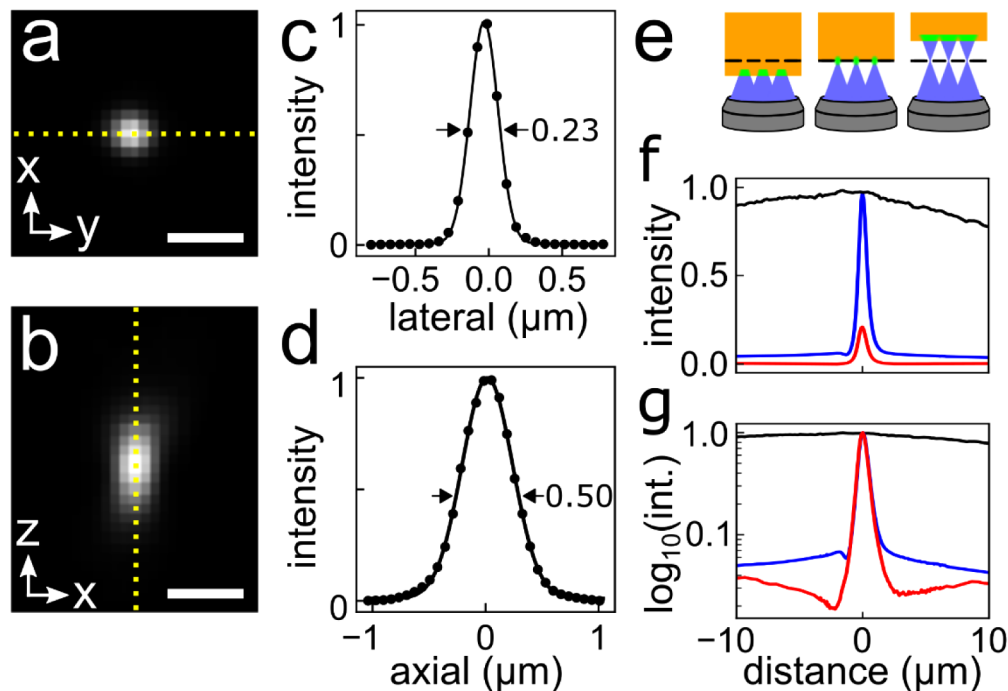 a
x
y
b
z
x
c
intensity
1
0
0.23
−0.5
0.0
0.5
lateral (µm)
d
intensity
1
0
0.50
−1
0
1
axial (µm)
e
f
intensity
1.0
0.5
0.0
g
log₁₀(int.)
1.0
0.1
−10
0
10
distance (µm)